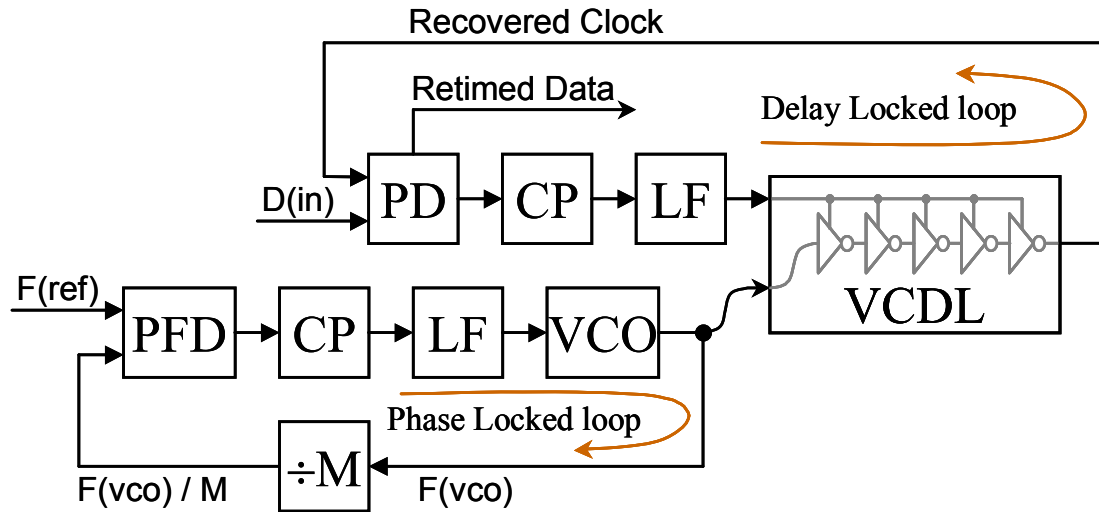 Recovered Clock
Retimed Data
Delay Locked loop
D(in)
PD
CP
LF
VCDL
F(ref)
PFD
CP
LF
VCO
Phase Locked loop
÷M
F(vco) / M
F(vco)